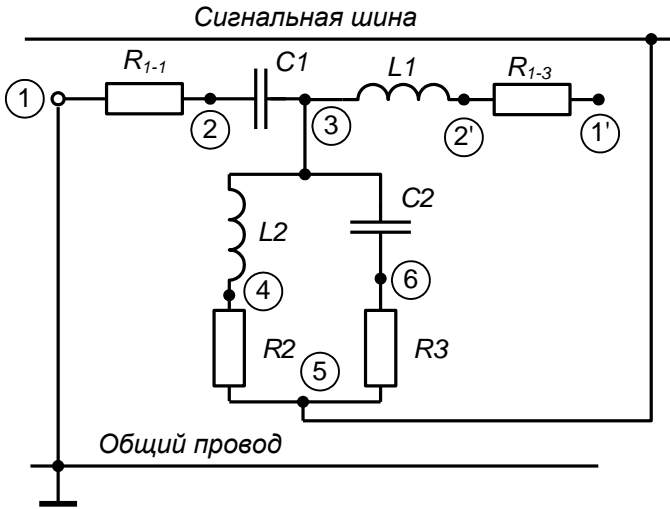 Сигнальная шина
R1-1 C1 L1 R1-3
1 2 3 2' 1'
L2 C2
4 6
R2 5 R3
Общий провод